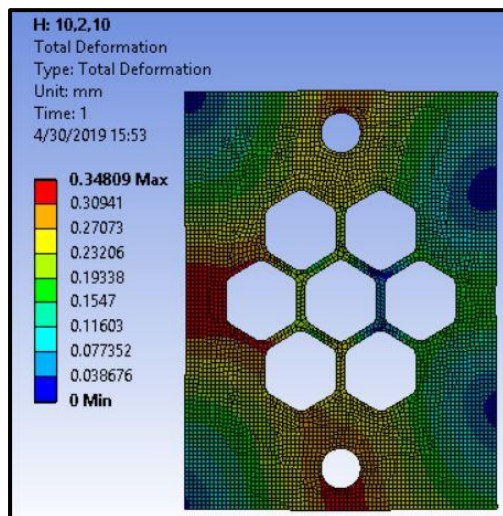 H: 10,2,10
Total Deformation
Type: Total Deformation
Unit: mm
Time: 1
4/30/2019 15:53
0.34809 Max
0.30941
0.27073
0.23206
0.19338
0.1547
0.11603
0.077352
0.038676
0 Min